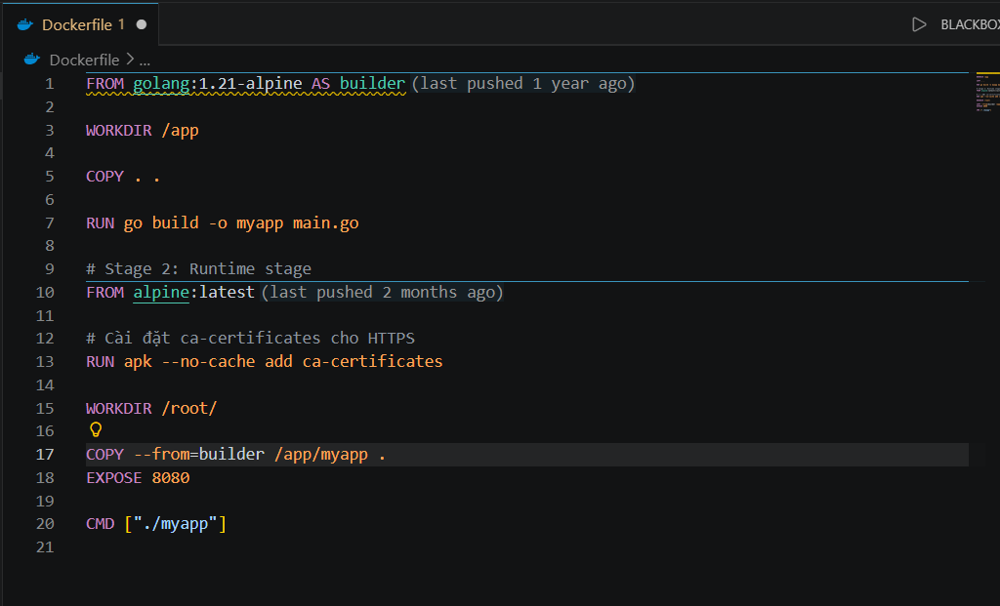 Dockerfile 1
BLACKBOX
Dockerfile > ...
1 FROM golang:1.21-alpine AS builder (last pushed 1 year ago)
2
3 WORKDIR /app
4
5 COPY . .
6
7 RUN go build -o myapp main.go
8
9 # Stage 2: Runtime stage
10 FROM alpine:latest (last pushed 2 months ago)
11
12 # Cài đặt ca-certificates cho HTTPS
13 RUN apk --no-cache add ca-certificates
14
15 WORKDIR /root/
16
17 COPY --from=builder /app/myapp .
18 EXPOSE 8080
19
20 CMD ["./myapp"]
21